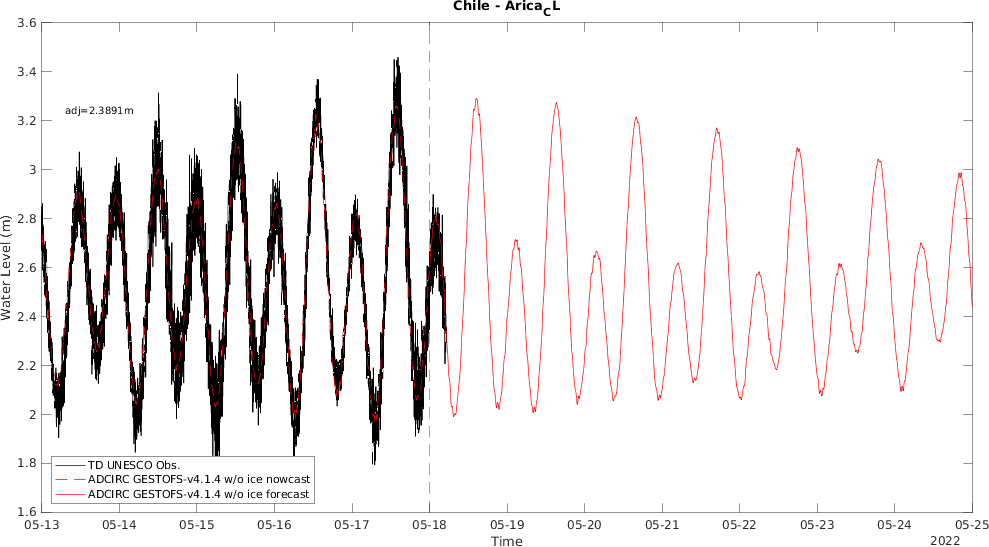 Chile - Arica_CL
3.6
3.4
3.2
3
2.8
2.6
2.4
2.2
2
1.8
1.6
Water Level (m)
adj=2.3891m
TD UNESCO Obs.
ADCIRC GESTOFS-v4.1.4 w/o ice nowcast
ADCIRC GESTOFS-v4.1.4 w/o ice forecast
05-13 05-14 05-15 05-16 05-17 05-18 05-19 05-20 05-21 05-22 05-23 05-24 05-25
Time
2022